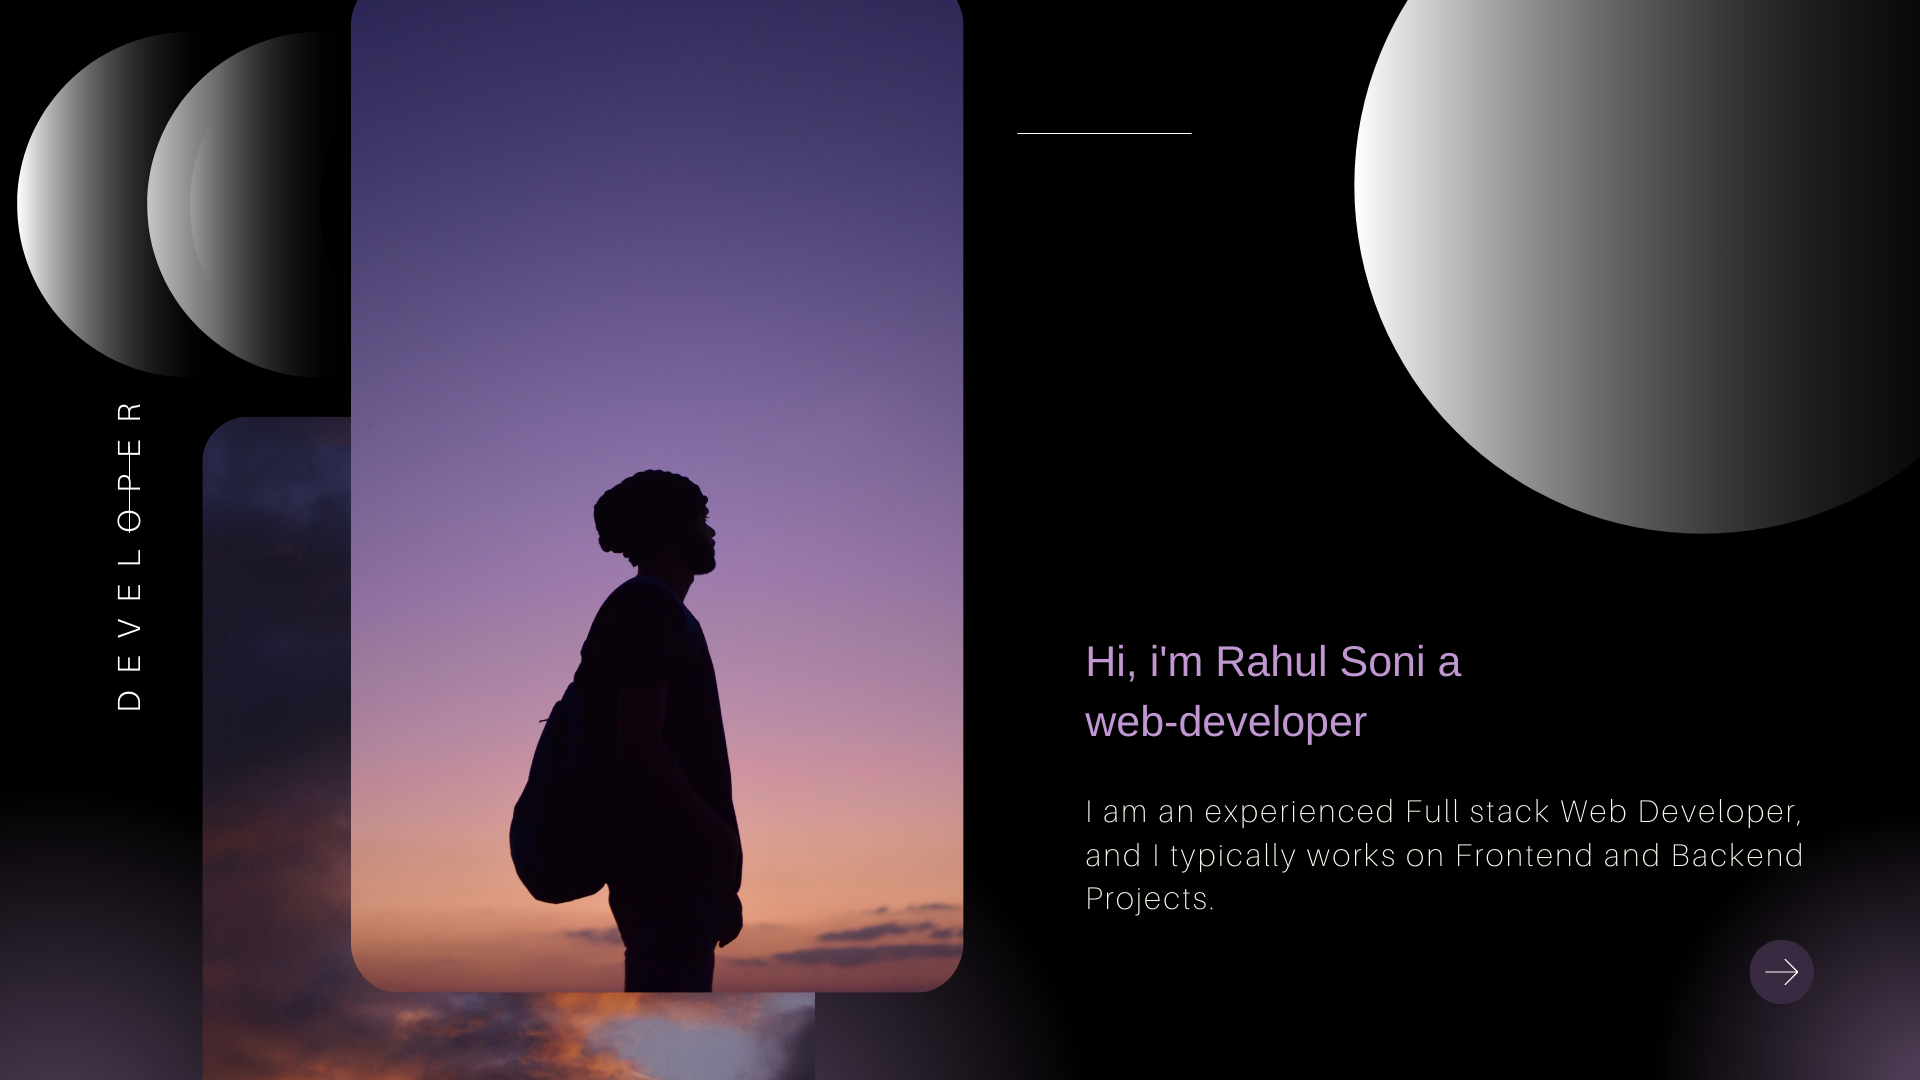 DEVELOPER
Hi, i'm Rahul Soni a
web-developer
I am an experienced Full stack Web Developer,
and I typically works on Frontend and Backend
Projects.